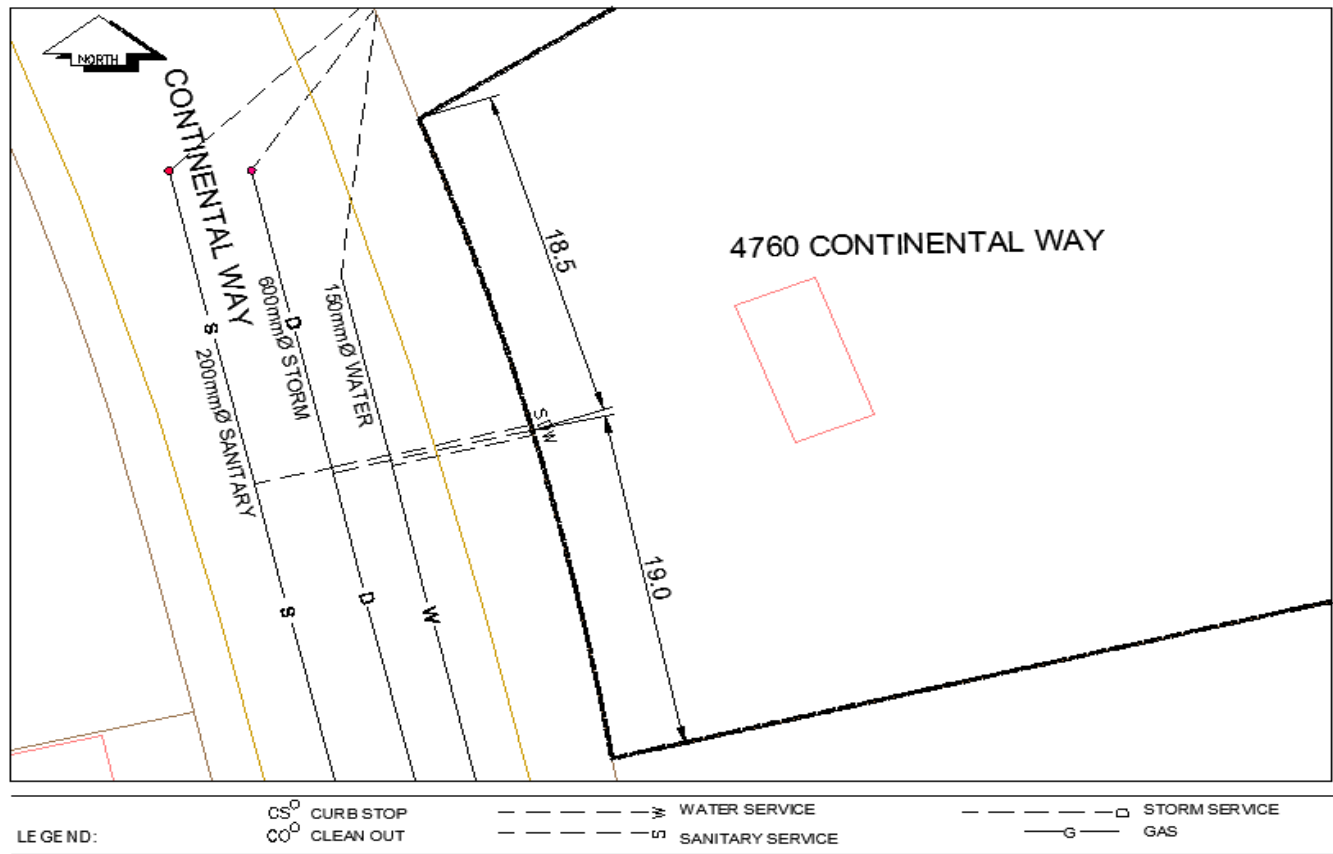 NORTH
CONTINENTAL WAY
4760 CONTINENTAL WAY
18.5
19.0
S
200mmØ SANITARY
S
D
600mmØ STORM
D
150mmØ WATER
W
LEGEND:
CS° CURB STOP
CO° CLEAN OUT
W WATER SERVICE
S SANITARY SERVICE
D STORM SERVICE
G GAS